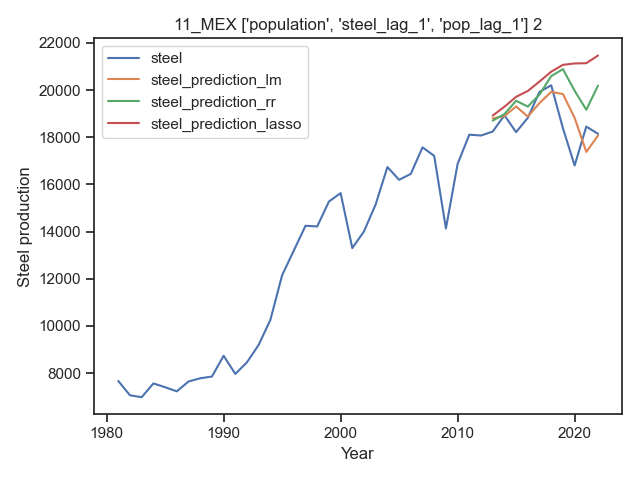 11_MEX ['population', 'steel_lag_1', 'pop_lag_1'] 2
22000
20000
18000
16000
14000
12000
10000
8000
Steel production
steel
steel_prediction_lm
steel_prediction_rr
steel_prediction_lasso
1980
1990
2000
2010
2020
Year